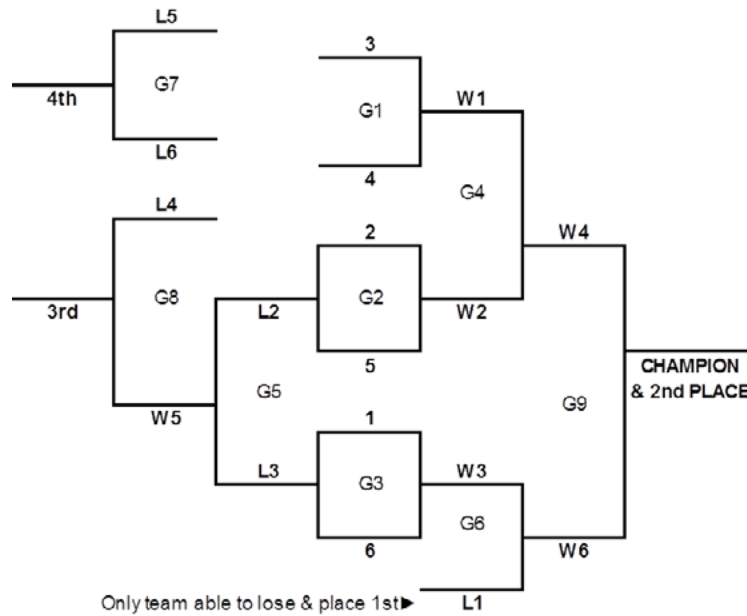 L5
3
G7
W1
4th
G1
L6
4
L4
G4
2
W4
G8
G2
3rd
L2
W2
5
CHAMPION
G5
& 2nd PLACE
W5
G9
1
L3
W3
G3
G6
6
W6
Only team able to lose & place 1st►
L1